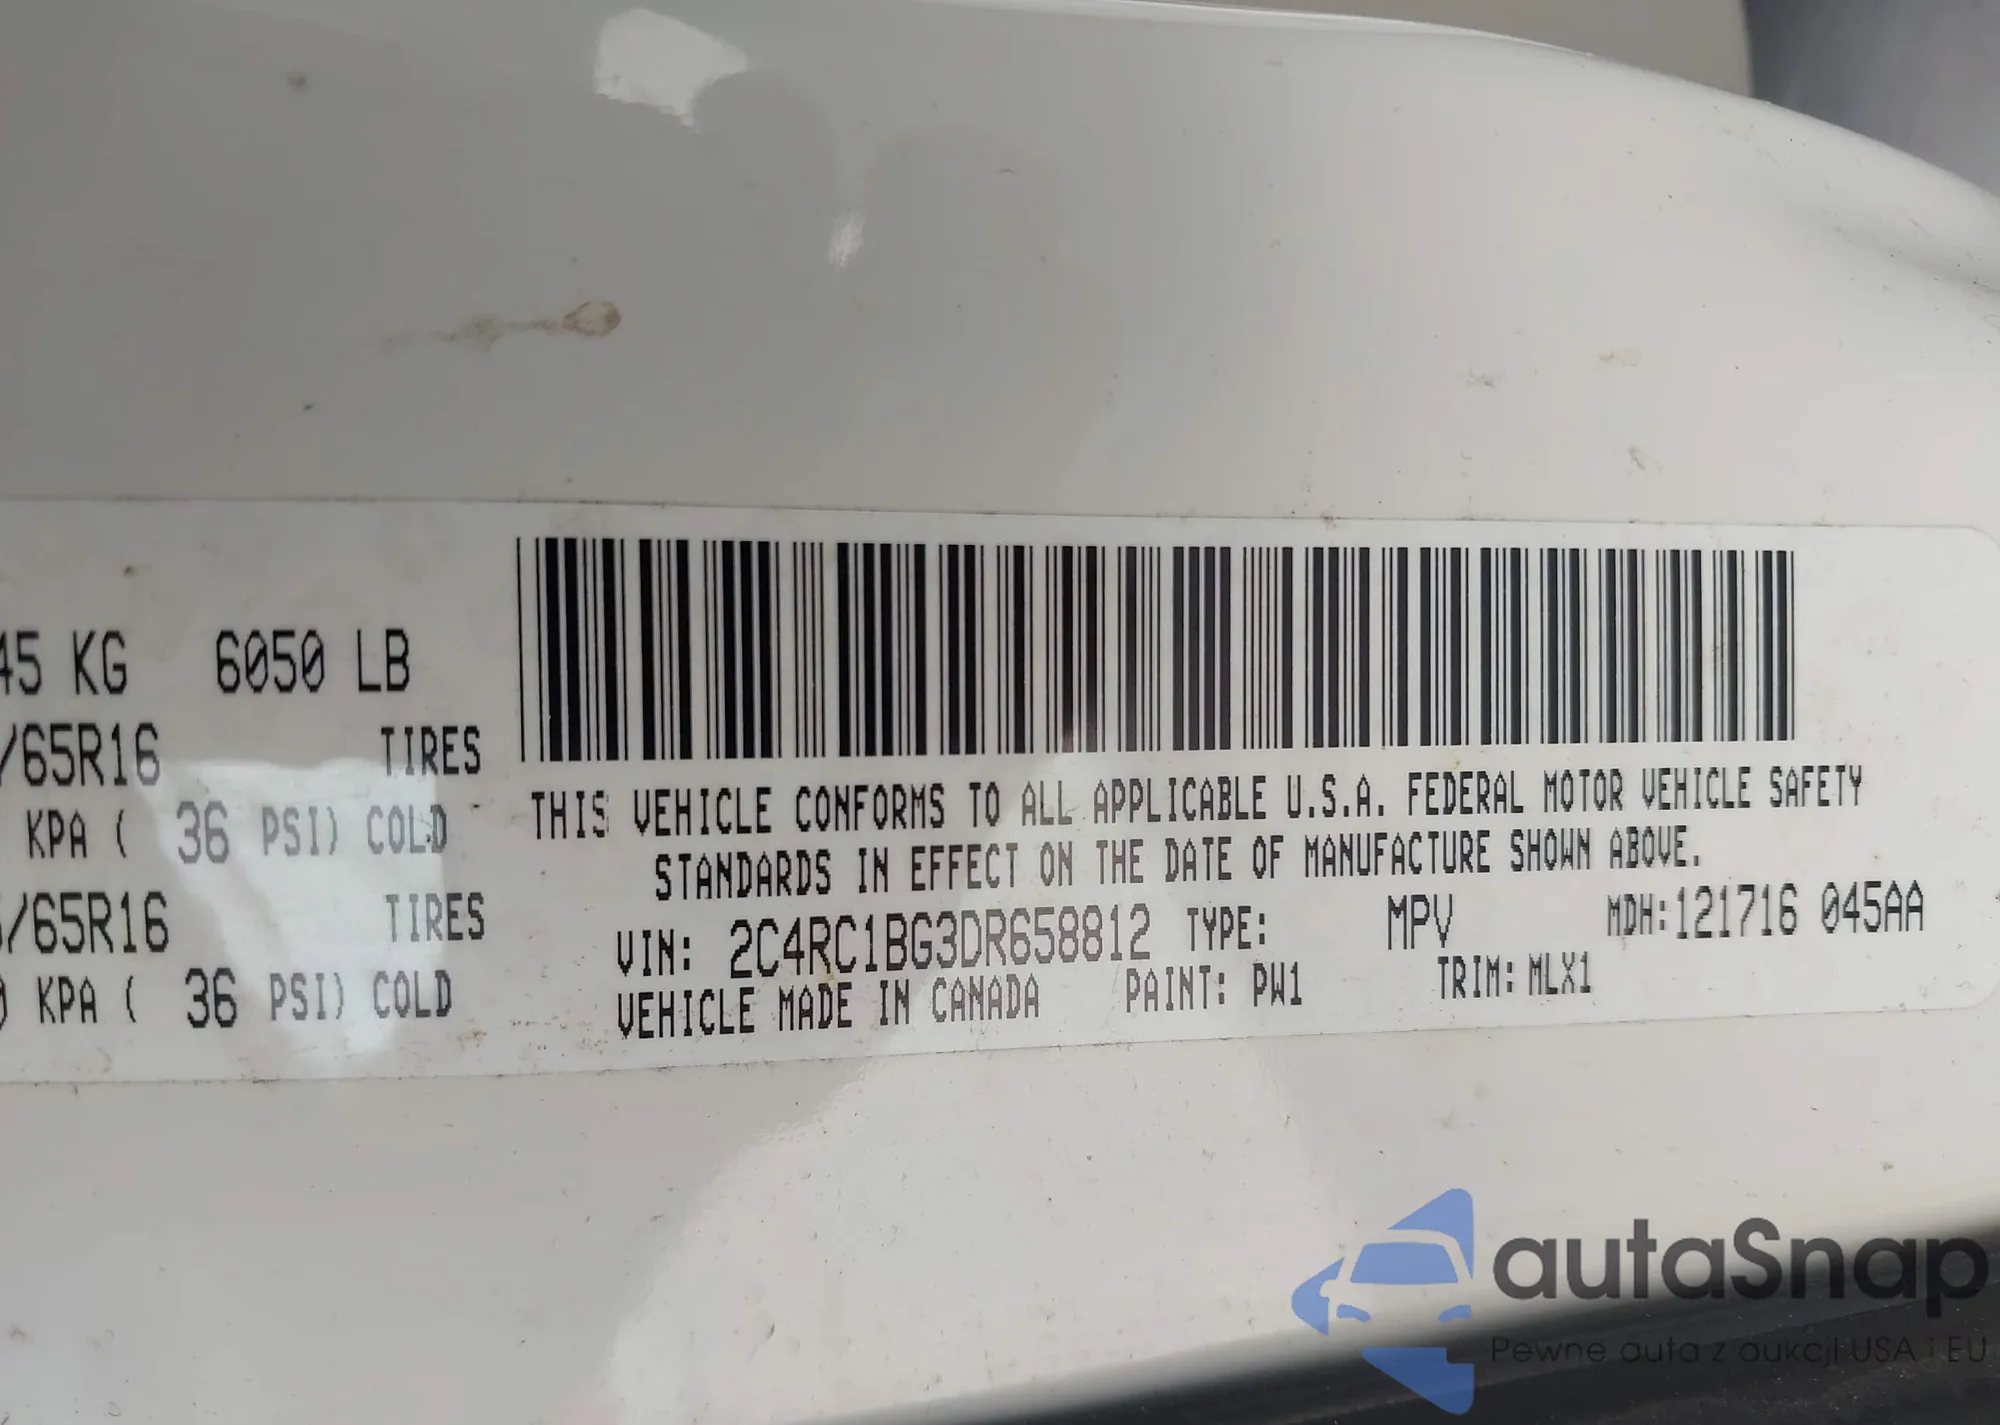 45 KG 6050 LB
/65R16 TIRES
KPA ( 36 PSI) COLD
/65R16 TIRES
0 KPA ( 36 PSI) COLD
THIS VEHICLE CONFORMS TO ALL APPLICABLE U.S.A. FEDERAL MOTOR VEHICLE SAFETY
STANDARDS IN EFFECT ON THE DATE OF MANUFACTURE SHOWN ABOVE.
VIN: 2C4RC1BG3DR658812 TYPE: MPV MDH:121716 045AA
VEHICLE MADE IN CANADA PAINT: PW1 TRIM: MLX1
autaSnap
Pewne auta z aukcji USA i EU